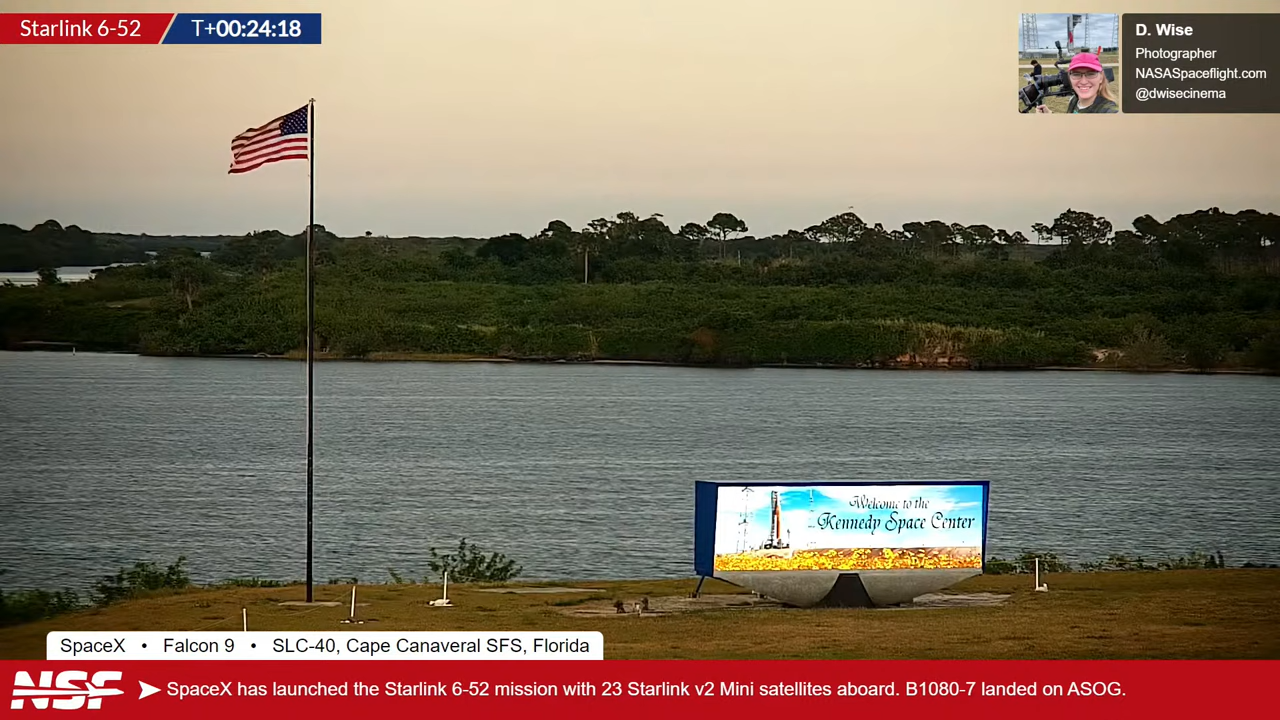 Starlink 6-52
T+00:24:18
D. Wise
Photographer
NASASpaceflight.com
@dwisecinema
Welcome to the
Kennedy Space Center
SpaceX • Falcon 9 • SLC-40, Cape Canaveral SFS, Florida
NSF
SpaceX has launched the Starlink 6-52 mission with 23 Starlink v2 Mini satellites aboard. B1080-7 landed on ASOG.